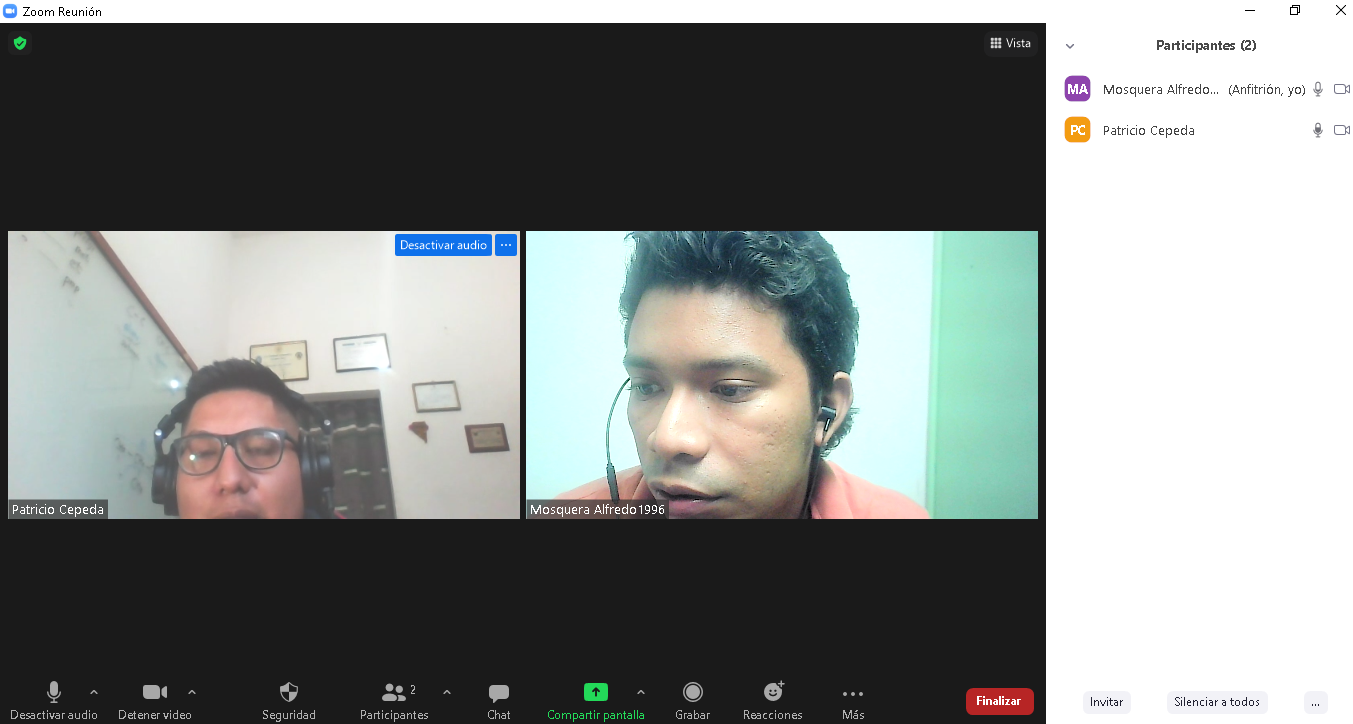 Zoom Reunión
Vista
Participantes (2)
MA Mosquera Alfredo... (Anfitrión, yo)
PC Patricio Cepeda
Desactivar audio ...
Patricio Cepeda
Mosquera Alfredo1996
Desactivar audio
Detener video
Seguridad
Participantes 2
Chat
Compartir pantalla
Grabar
Reacciones
Más
Finalizar
Invitar
Silenciar a todos
...